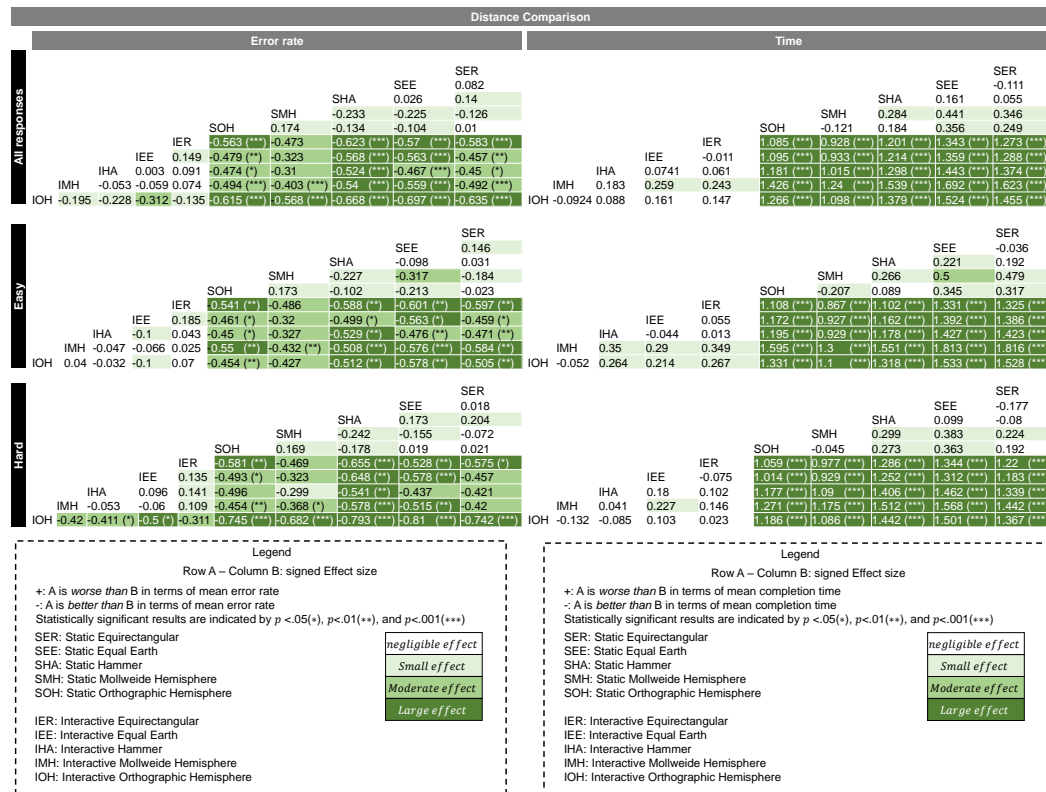 Distance Comparison
Error rate
Time
All responses
SER
SEE 0.082
SHA 0.026 0.14
SMH -0.233 -0.225 -0.126
SOH 0.174 -0.134 -0.104 0.01
IER -0.563 (***) -0.473 -0.623 (***) -0.57 (***) -0.583 (***)
IEE 0.149 -0.479 (**) -0.323 -0.568 (***) -0.563 (***) -0.457 (**)
IHA 0.003 0.091 -0.474 (*) -0.31 -0.524 (***) -0.467 (***) -0.45 (*)
IMH -0.053 -0.059 0.074 -0.494 (***) -0.403 (***) -0.54 (***) -0.559 (***) -0.492 (***)
IOH -0.195 -0.228 -0.312 -0.135 -0.615 (***) -0.568 (***) -0.668 (***) -0.697 (***) -0.635 (***)
SER
SEE -0.111
SHA 0.161 0.055
SMH 0.284 0.441 0.346
SOH -0.121 0.184 0.356 0.249
IER 1.085 (***) 0.928 (***) 1.201 (***) 1.343 (***) 1.273 (***)
IEE -0.011 1.095 (***) 0.933 (***) 1.214 (***) 1.359 (***) 1.288 (***)
IHA 0.0741 0.061 1.181 (***) 1.015 (***) 1.298 (***) 1.443 (***) 1.374 (***
IMH 0.183 0.259 0.243 1.426 (***) 1.24 (***) 1.539 (***) 1.692 (***) 1.623 (***
IOH -0.0924 0.088 0.161 0.147 1.266 (***) 1.098 (***) 1.379 (***) 1.524 (***) 1.455 (***
Easy
SER
SEE 0.146
SHA -0.098 0.031
SMH -0.227 -0.317 -0.184
SOH 0.173 -0.102 -0.213 -0.023
IER -0.541 (**) -0.486 -0.588 (**) -0.601 (**) -0.597 (**)
IEE 0.185 -0.461 (*) -0.32 -0.499 (*) -0.563 (*) -0.459 (*)
IHA -0.1 0.043 -0.45 (*) -0.327 -0.529 (**) -0.476 (**) -0.471 (**)
IMH -0.047 -0.066 0.025 -0.55 (**) -0.432 (**) -0.508 (***) -0.576 (***) -0.584 (***)
IOH 0.04 -0.032 -0.1 0.07 -0.454 (**) -0.427 -0.512 (***) -0.578 (***) -0.505 (***)
SER
SEE -0.036
SHA 0.221 0.192
SMH 0.266 0.5 0.479
SOH -0.207 0.089 0.345 0.317
IER 1.108 (***) 0.867 (***) 1.102 (***) 1.331 (***) 1.325 (***)
IEE 0.055 1.172 (***) 0.927 (***) 1.162 (***) 1.392 (***) 1.386 (***)
IHA -0.044 0.013 1.195 (***) 0.929 (***) 1.178 (***) 1.427 (***) 1.423 (***
IMH 0.35 0.29 0.349 1.595 (***) 1.3 (***) 1.551 (***) 1.813 (***) 1.816 (***
IOH -0.052 0.264 0.214 0.267 1.331 (***) 1.1 (***) 1.318 (***) 1.533 (***) 1.528 (***
Hard
SER
SEE 0.018
SHA 0.173 0.204
SMH -0.242 -0.155 -0.072
SOH 0.169 -0.178 0.019 0.021
IER -0.581 (**) -0.469 -0.655 (***) -0.528 (***) -0.575 (*)
IEE 0.135 -0.493 (*) -0.323 -0.648 (***) -0.578 (***) -0.457
IHA 0.096 0.141 -0.496 -0.299 -0.541 (**) -0.437 -0.421
IMH -0.053 -0.06 0.109 -0.454 (**) -0.368 (*) -0.578 (***) -0.515 (**) -0.42
IOH -0.42 -0.411 (*) -0.5 (*) -0.311 -0.745 (***) -0.682 (***) -0.793 (***) -0.81 (***) -0.742 (***)
SER
SEE -0.177
SHA 0.099 -0.08
SMH 0.299 0.383 0.224
SOH -0.045 0.273 0.363 0.192
IER 1.059 (***) 0.977 (***) 1.286 (***) 1.344 (***) 1.22 (***
IEE -0.075 1.014 (***) 0.929 (***) 1.252 (***) 1.312 (***) 1.183 (***
IHA 0.18 0.102 1.177 (***) 1.09 (***) 1.406 (***) 1.462 (***) 1.339 (***
IMH 0.041 0.227 0.146 1.271 (***) 1.175 (***) 1.512 (***) 1.568 (***) 1.442 (***
IOH -0.132 -0.085 0.103 0.023 1.186 (***) 1.086 (***) 1.442 (***) 1.501 (***) 1.367 (***
Legend
Row A – Column B: signed Effect size
+: A is worse than B in terms of mean error rate
-: A is better than B in terms of mean error rate
Statistically significant results are indicated by p <.05(*), p<.01(**), and p<.001(***)
SER: Static Equirectangular
SEE: Static Equal Earth
SHA: Static Hammer
SMH: Static Mollweide Hemisphere
SOH: Static Orthographic Hemisphere
negligible effect
Small effect
Moderate effect
Large effect
IER: Interactive Equirectangular
IEE: Interactive Equal Earth
IHA: Interactive Hammer
IMH: Interactive Mollweide Hemisphere
IOH: Interactive Orthographic Hemisphere
Legend
Row A – Column B: signed Effect size
+: A is worse than B in terms of mean completion time
-: A is better than B in terms of mean completion time
Statistically significant results are indicated by p <.05(*), p<.01(**), and p<.001(***)
SER: Static Equirectangular
SEE: Static Equal Earth
SHA: Static Hammer
SMH: Static Mollweide Hemisphere
SOH: Static Orthographic Hemisphere
negligible effect
Small effect
Moderate effect
Large effect
IER: Interactive Equirectangular
IEE: Interactive Equal Earth
IHA: Interactive Hammer
IMH: Interactive Mollweide Hemisphere
IOH: Interactive Orthographic Hemisphere